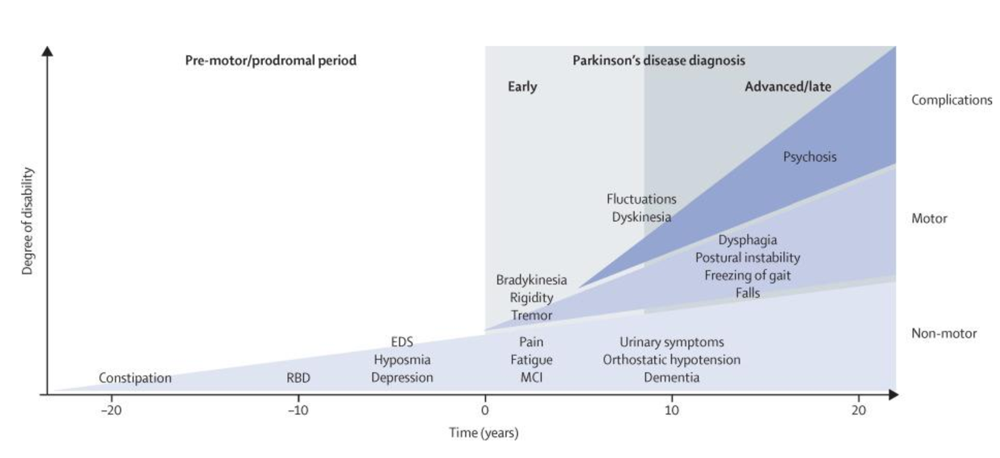 Pre-motor/prodromal period
Parkinson's disease diagnosis
Early
Advanced/late
Complications
Psychosis
Fluctuations
Dyskinesia
Motor
Dysphagia
Postural instability
Freezing of gait
Falls
Bradykinesia
Rigidity
Tremor
Non-motor
EDS
Hyposmia
Depression
Pain
Fatigue
MCI
Urinary symptoms
Orthostatic hypotension
Dementia
Constipation
RBD
Degree of disability
–20
–10
0
10
20
Time (years)